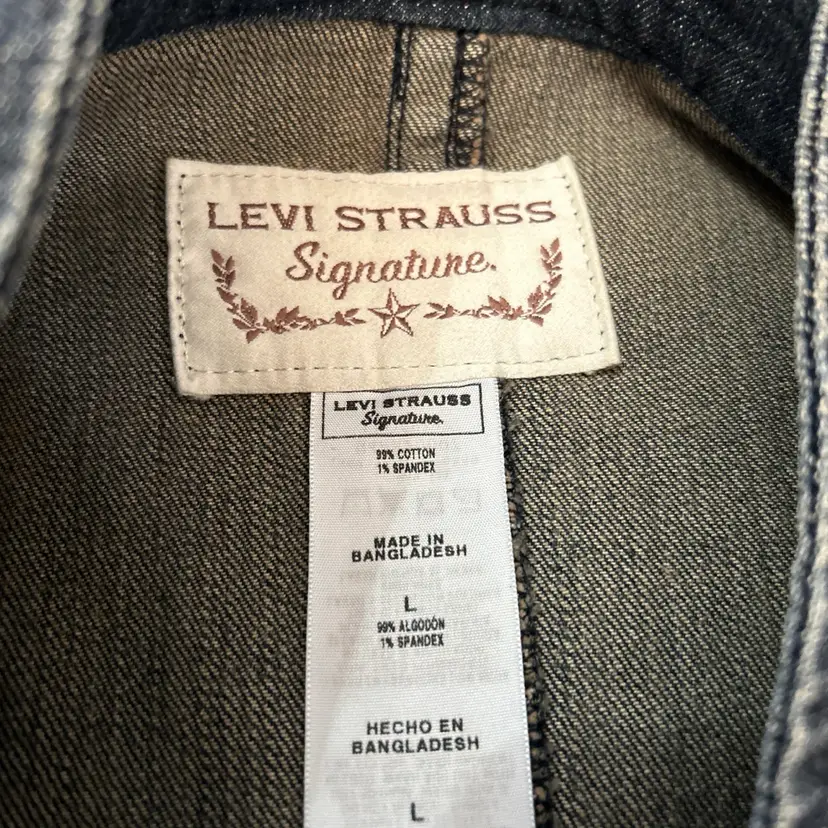 LEVI STRAUSS
Signature.
LEVI STRAUSS
Signature.
99% COTTON
1% SPANDEX
MADE IN
BANGLADESH
L
99% ALGODÓN
1% SPANDEX
HECHO EN
BANGLADESH
L